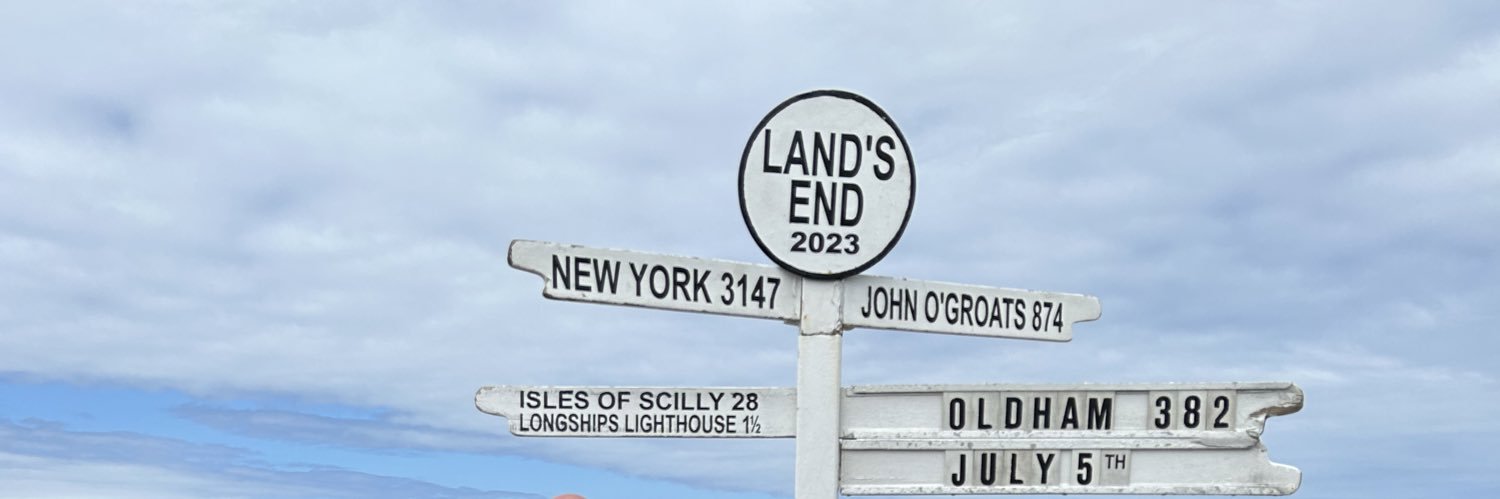 LAND'S
END
2023
NEW YORK 3147
JOHN O'GROATS 874
ISLES OF SCILLY 28
LONGSHIPS LIGHTHOUSE 1½
OLDHAM 382
JULY 5TH